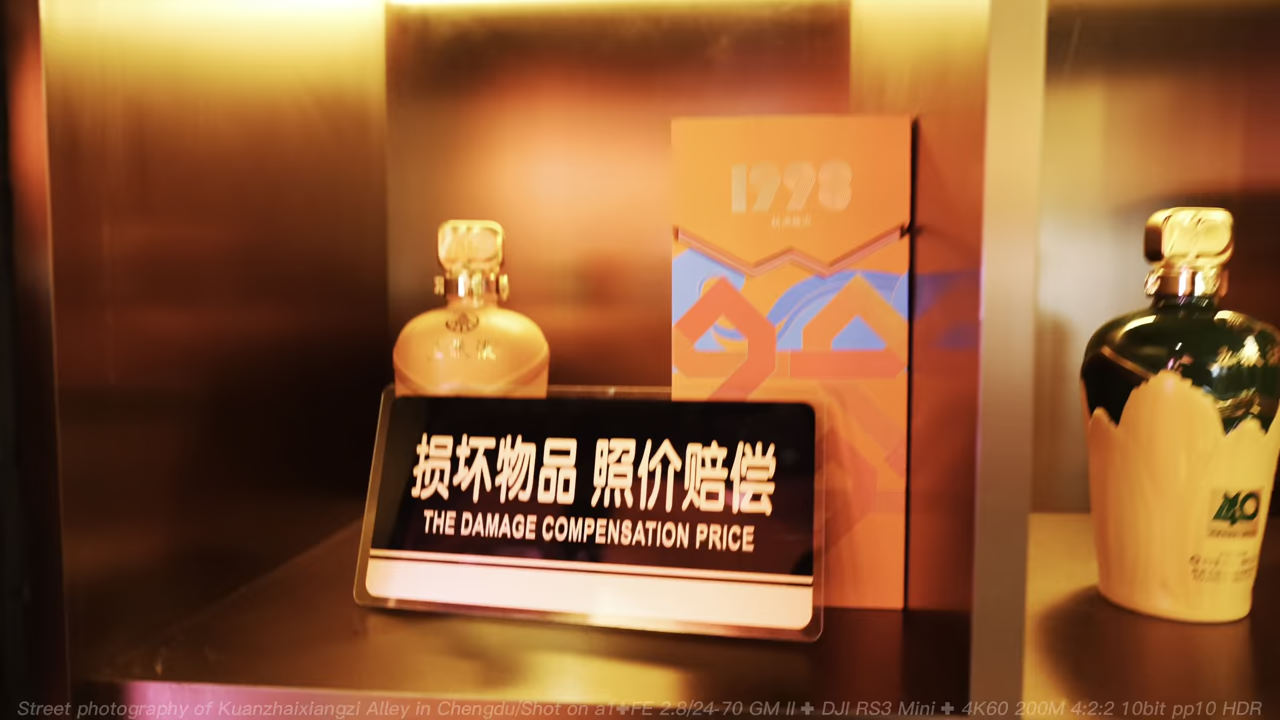 1998
损坏物品 照价赔偿
THE DAMAGE COMPENSATION PRICE
40
Street photography of Kuanzhaixiangzi Alley in Chengdu/Shot on a1✚FE 2.8/24-70 GM II ✚ DJI RS3 Mini ✚ 4K60 200M 4:2:2 10bit pp10 HDR